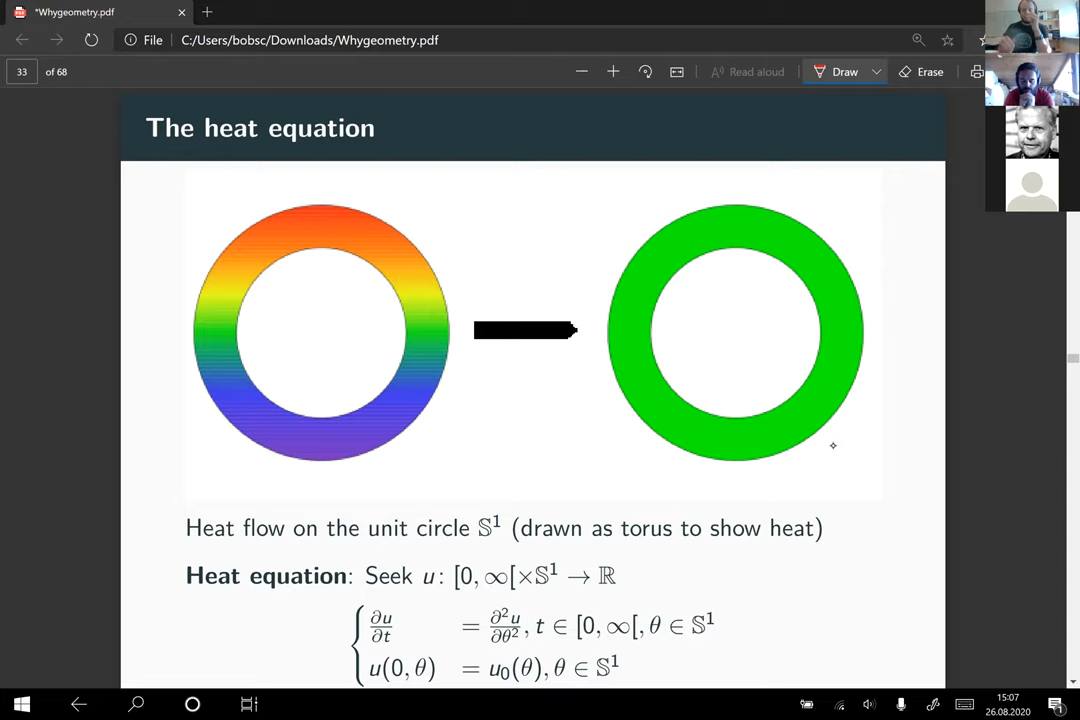 *Whygeometry.pdf
File C:/Users/bobsc/Downloads/Whygeometry.pdf
33 of 68 Read aloud Draw Erase
The heat equation
Heat flow on the unit circle 𝕊¹ (drawn as torus to show heat)
Heat equation: Seek u: [0, ∞[×𝕊¹ → ℝ
∂u/∂t = ∂²u/∂θ², t ∈ [0, ∞[, θ ∈ 𝕊¹
u(0, θ) = u₀(θ), θ ∈ 𝕊¹
15:07
26.08.2020